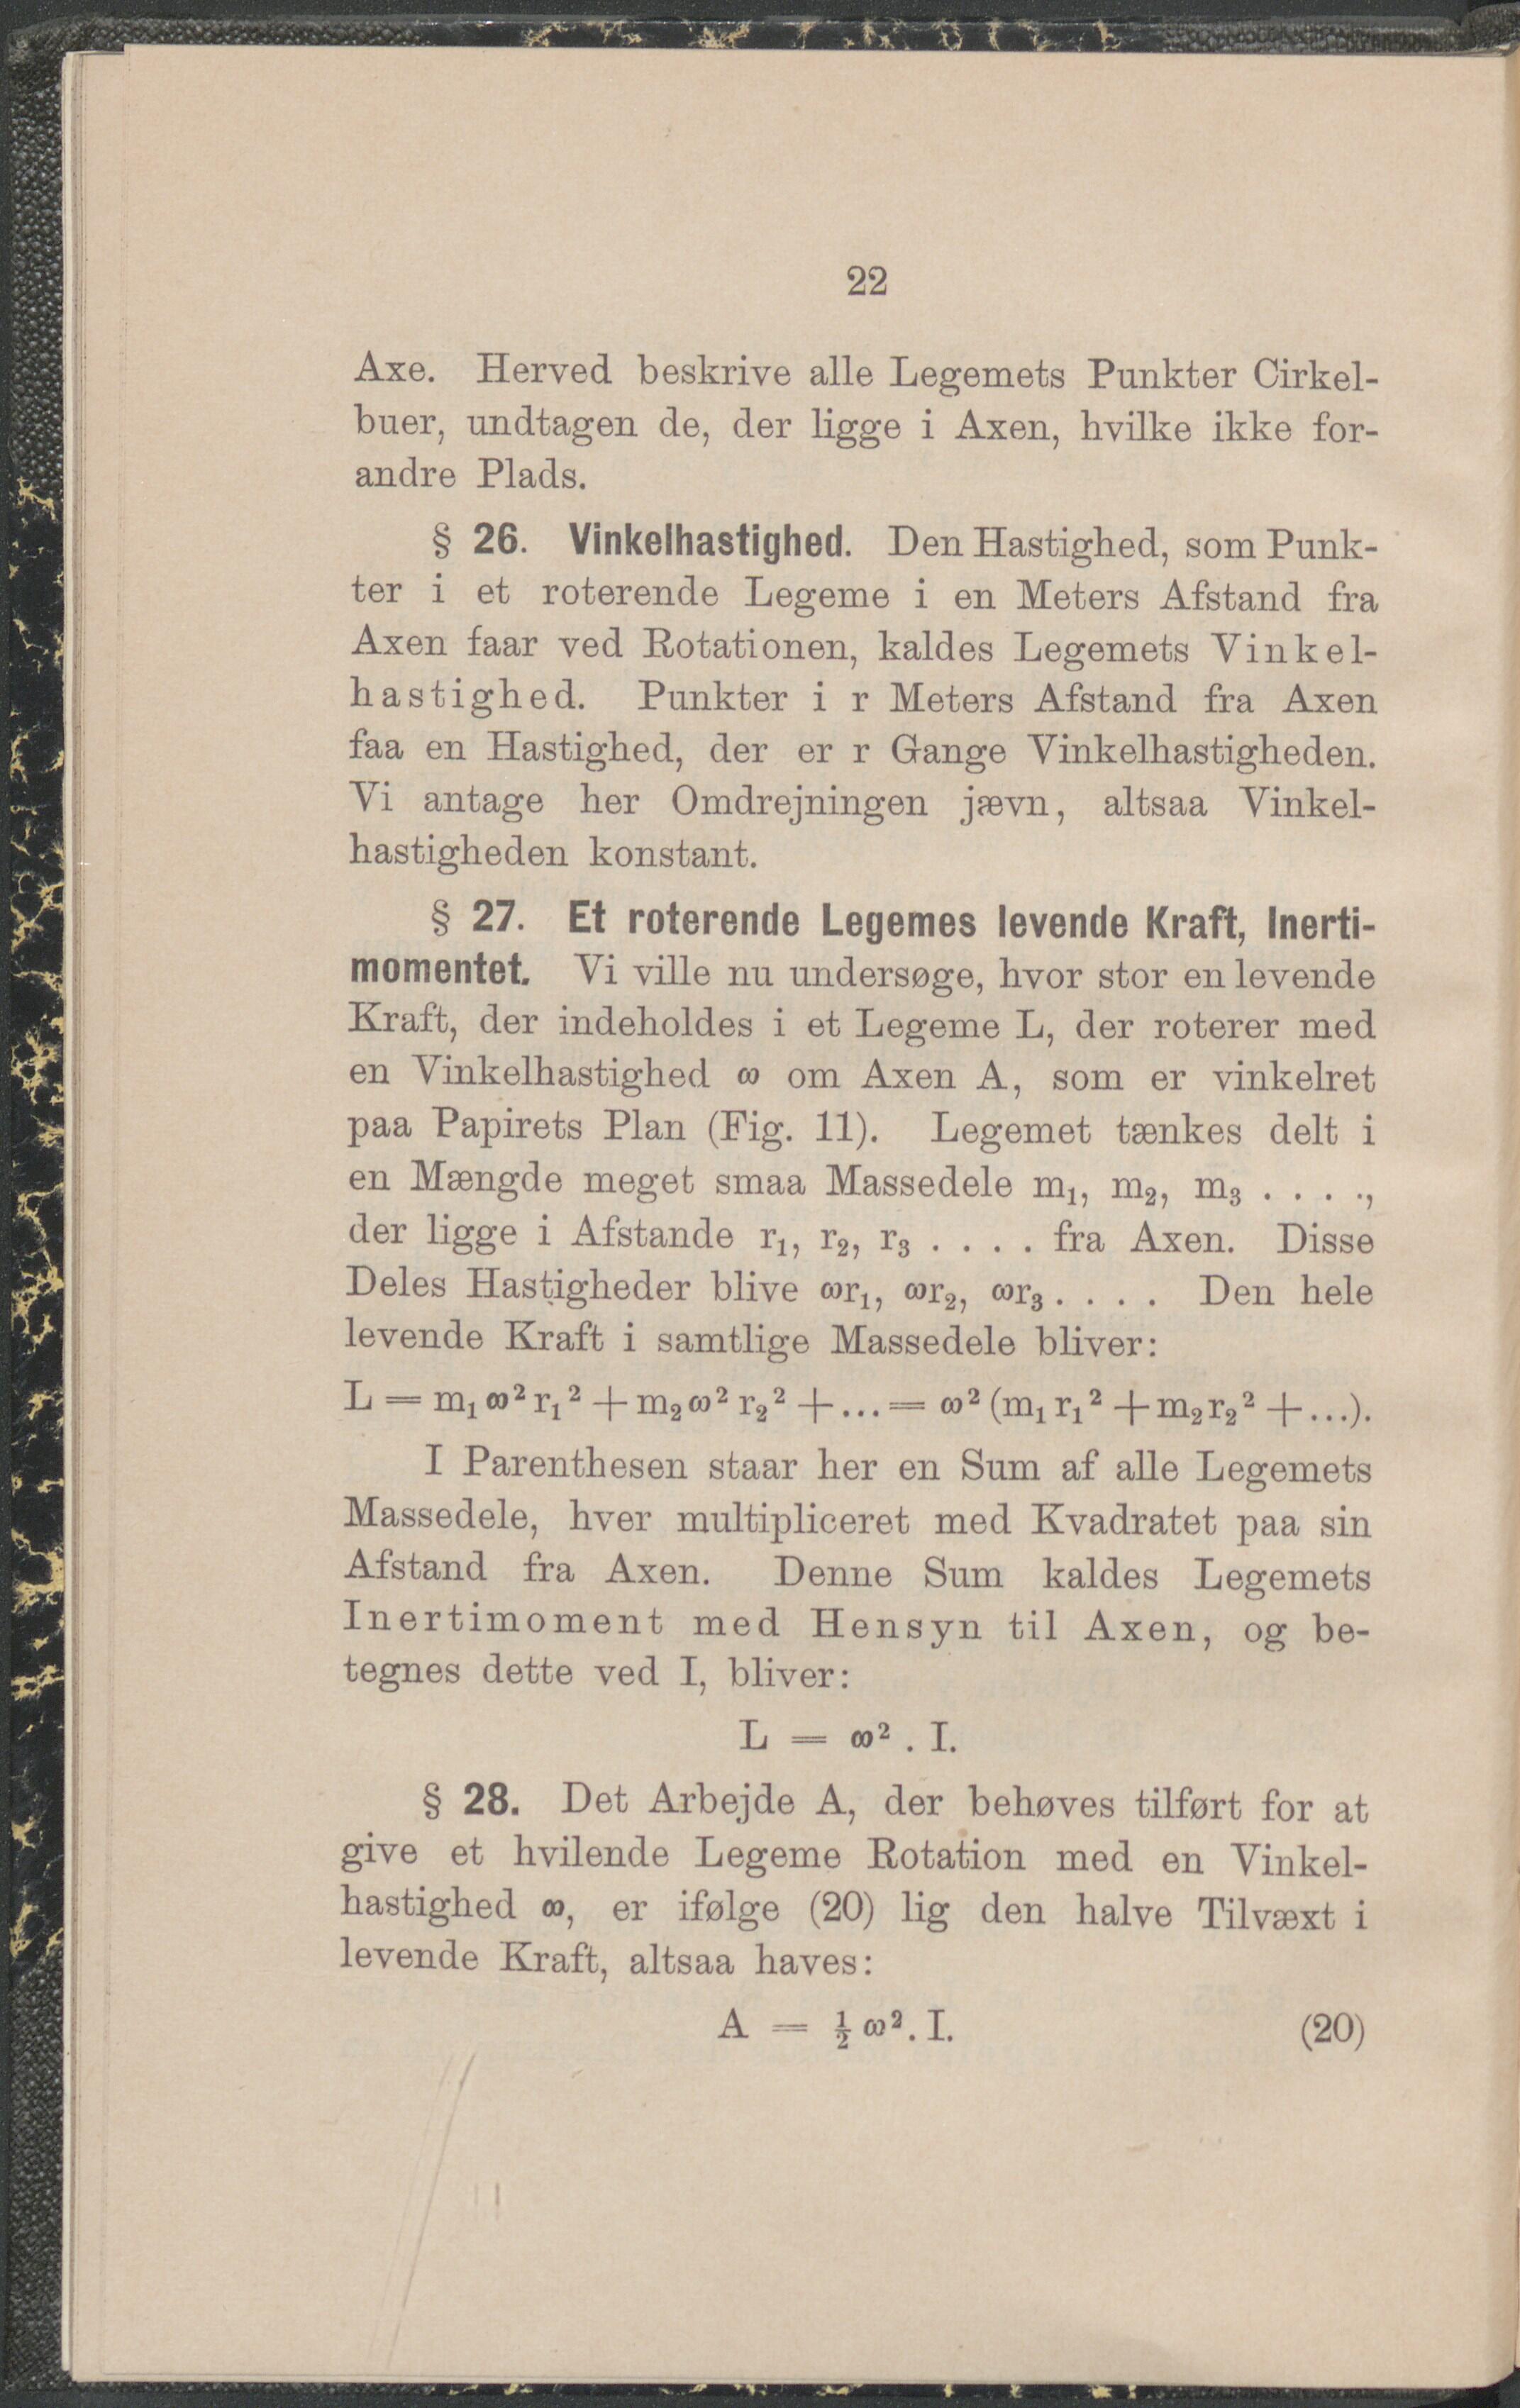 22
Axe. Herved beskrive alle Legemets Punkter Cirkel-
buer, undtagen de, der ligge i Axen, hvilke ikke for-
andre Plads.
§ 26. Vinkelhastighed. Den Hastighed, som Punk-
ter i et roterende Legeme i en Meters Afstand fra
Axen faar ved Rotationen, kaldes Legemets Vinkel-
hastighed. Punkter i r Meters Afstand fra Axen
faa en Hastighed, der er r Gange Vinkelhastigheden.
Vi antage her Omdrejningen jævn, altsaa Vinkel-
hastigheden konstant.
§ 27. Et roterende Legemes levende Kraft, Inerti-
momentet. Vi ville nu undersøge, hvor stor en levende
Kraft, der indeholdes i et Legeme L, der roterer med
en Vinkelhastighed ω om Axen A, som er vinkelret
paa Papirets Plan (Fig. 11). Legemet tænkes delt i
en Mængde meget smaa Massedele m₁, m₂, m₃ . . . .,
der ligge i Afstande r₁, r₂, r₃ . . . . fra Axen. Disse
Deles Hastigheder blive ωr₁, ωr₂, ωr₃ . . . . Den hele
levende Kraft i samtlige Massedele bliver:
L = m₁ ω² r₁² + m₂ ω² r₂² + ... = ω² (m₁ r₁² + m₂ r₂² + ...).
I Parenthesen staar her en Sum af alle Legemets
Massedele, hver multipliceret med Kvadratet paa sin
Afstand fra Axen. Denne Sum kaldes Legemets
Inertimoment med Hensyn til Axen, og be-
tegnes dette ved I, bliver:
L = ω² . I.
§ 28. Det Arbejde A, der behøves tilført for at
give et hvilende Legeme Rotation med en Vinkel-
hastighed ω, er ifølge (20) lig den halve Tilvæxt i
levende Kraft, altsaa haves:
A = ½ ω² . I. (20)